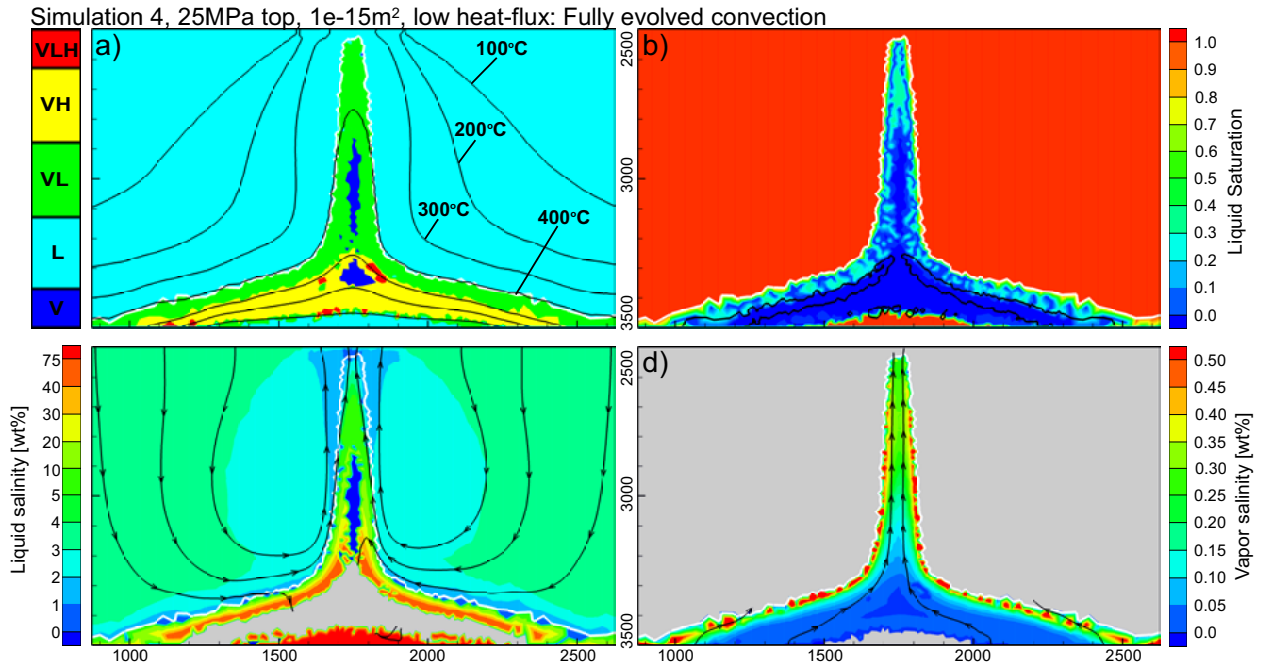 Simulation 4, 25MPa top, 1e-15m², low heat-flux: Fully evolved convection
VLH
VH
VL
L
V
a)
100°C
200°C
300°C
400°C
2500
3000
3500
b)
1.0
0.9
0.8
0.7
0.6
0.5
0.4
0.3
0.2
0.1
0.0
Liquid Saturation
Liquid salinity [wt%]
75
40
30
20
10
5
4
3
2
1
0
1000
1500
2000
2500
2500
3000
3500
d)
1000
1500
2000
2500
0.50
0.45
0.40
0.35
0.30
0.25
0.20
0.15
0.10
0.05
0.0
Vapor salinity [wt%]